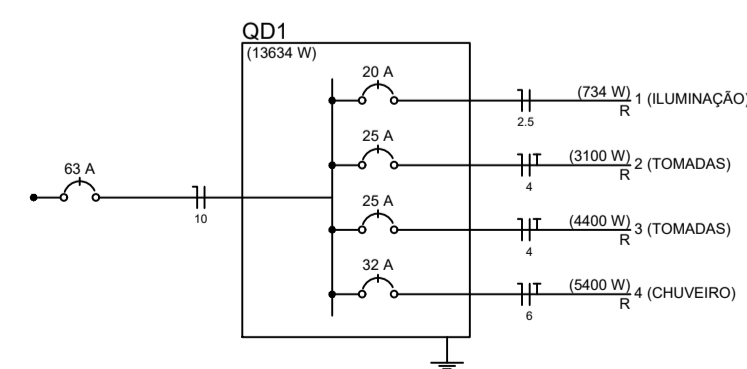 QD1
(13634 W)
20 A
2.5
(734 W)
R
1 (ILUMINAÇÃO)
25 A
4
(3100 W)
R
2 (TOMADAS)
63 A
10
25 A
4
(4400 W)
R
3 (TOMADAS)
32 A
6
(5400 W)
R
4 (CHUVEIRO)